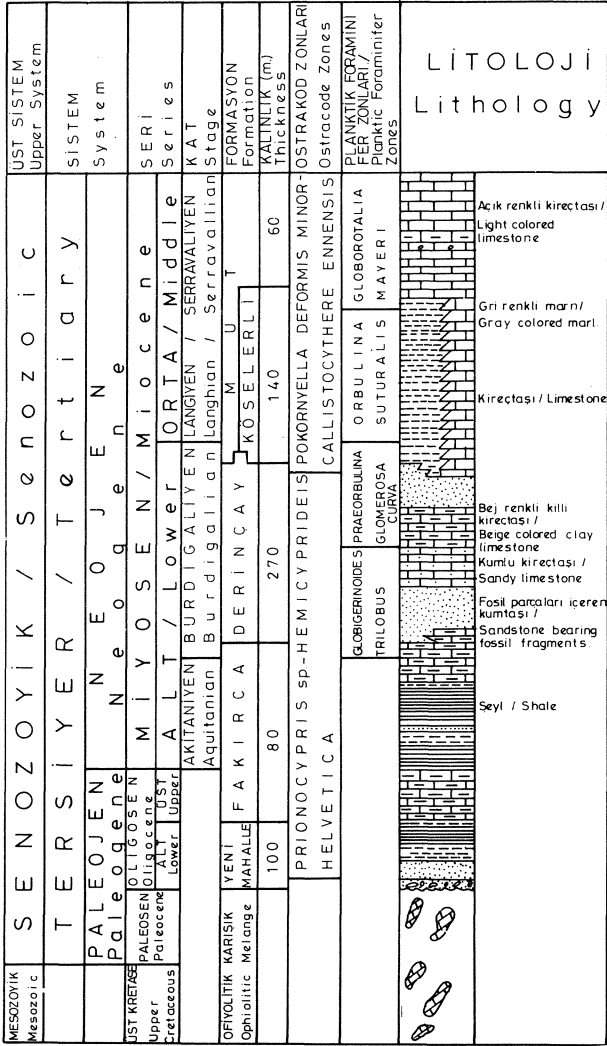 ÜST SİSTEM
Upper System
SİSTEM
System
SERİ
Series
KAT
Stage
FORMASYON
Formation
KALINLIK (m.)
Thickness
OSTRAKOD ZONLARI
Ostracode Zones
PLANKTİK FORAMİNİ
FER ZONLARI./
Planktic Foraminifer
Zones
LİTOLOJİ
Lithology
SENOZOYİK / Senozoic
MESOZOYİK
Mesozoic
TERSİYER / Tertiary
NEOJEN
Neogene
PALEOJEN
Paleogene
MİYOSEN / Miocene
ORTA / Middle
ALT / Lower
OLIGOSEN
Oligocene
ÜST
Upper
ALT
Lower
PALEOSEN
Paleocene
ÜST KRETASE
Upper
Cretaceous
LANGİYEN / SERRAVALİYEN
Langhian / Serravallian
BURDİGALİYEN
Burdigalian
AKİTANİYEN
Aquitanian
MUT
KÖSELERLİ
DERİNÇAY
FAKIRCA
YENİ
MAHALLE
OFİYOLİTİK KARIŞIK
Ophiolitic Melange
60
140
270
80
100
POKORNYELLA DEFORMIS MINOR-
CALLISTOCYTHERE ENNENSIS
PRIONOCYPRIS sp-HEMICYPRIDEIS
HELVETICA
GLOBOROTALIA
MAYERI
ORBULINA
SUTURALIS
PRAEORBULINA
GLOMEROSA
CURVA
GLOBIGERINOIDES
TRILOBUS
Açık renkli kireçtası /
Light colored
limestone
Gri renkli marn/
Gray colored marl.
Kireçtaşı / Limestone
Bej renkli killi
kireçtası /
Beige colored clay
limestone
Kumlu kireçtası /
Sandy limestone
Fosil parçaları içeren
kumtaşı /
Sandstone bearing
fossil fragments.
Şeyl / Shale